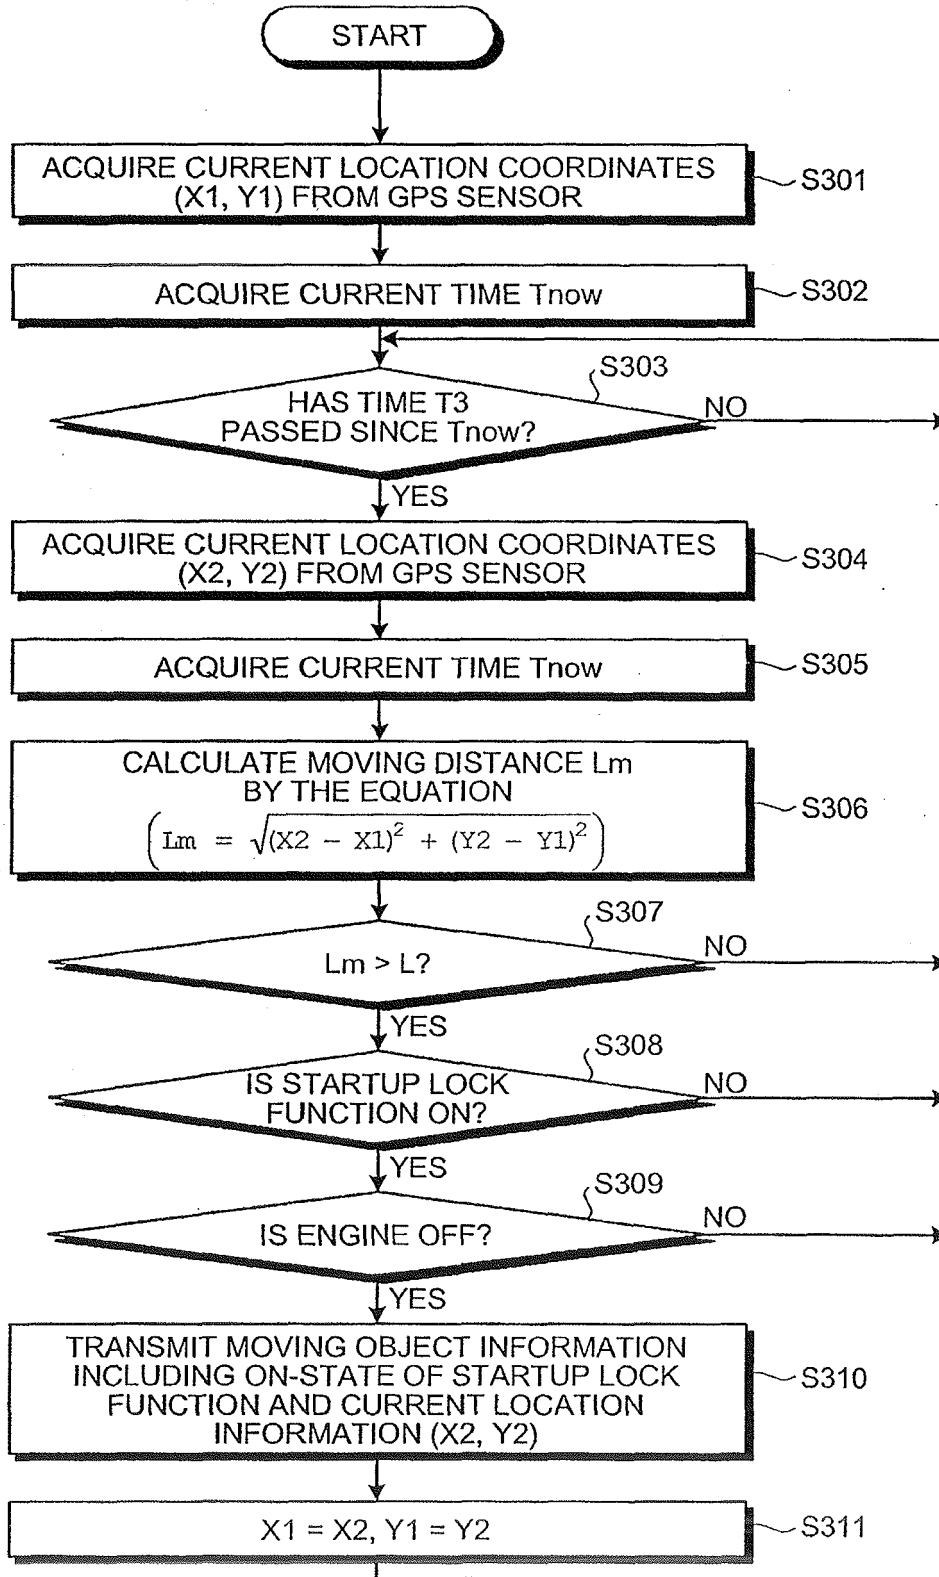 START
ACQUIRE CURRENT LOCATION COORDINATES
(X1, Y1) FROM GPS SENSOR
S301
ACQUIRE CURRENT TIME Tnow
S302
S303
HAS TIME T3
PASSED SINCE Tnow?
NO
YES
ACQUIRE CURRENT LOCATION COORDINATES
(X2, Y2) FROM GPS SENSOR
S304
ACQUIRE CURRENT TIME Tnow
S305
CALCULATE MOVING DISTANCE Lm
BY THE EQUATION
(Lm = √(X2 - X1)² + (Y2 - Y1)²)
S306
S307
Lm > L?
NO
YES
S308
IS STARTUP LOCK
FUNCTION ON?
NO
YES
S309
IS ENGINE OFF?
NO
YES
TRANSMIT MOVING OBJECT INFORMATION
INCLUDING ON-STATE OF STARTUP LOCK
FUNCTION AND CURRENT LOCATION
INFORMATION (X2, Y2)
S310
X1 = X2, Y1 = Y2
S311